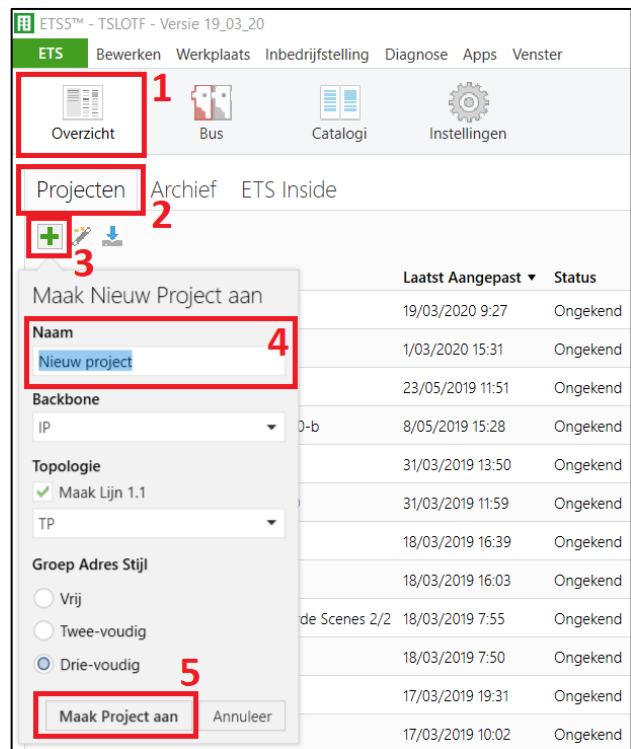 ETS5™ - TSLOTF - Versie 19_03_20
ETS Bewerken Werkplaats Inbedrijfstelling Diagnose Apps Venster
1
Overzicht Bus Catalogi Instellingen
Projecten Archief ETS Inside
2
3
Laatst Aangepast Status
Maak Nieuw Project aan
19/03/2020 9:27 Ongekend
Naam
4
1/03/2020 15:31 Ongekend
Nieuw project
23/05/2019 11:51 Ongekend
Backbone
IP
0-b 8/05/2019 15:28 Ongekend
Topologie
31/03/2019 13:50 Ongekend
Maak Lijn 1.1
31/03/2019 11:59 Ongekend
TP
18/03/2019 16:39 Ongekend
Groep Adres Stijl
18/03/2019 16:03 Ongekend
Vrij
rde Scenes 2/2 18/03/2019 7:55 Ongekend
Twee-voudig
18/03/2019 7:50 Ongekend
Drie-voudig
5
17/03/2019 19:31 Ongekend
Maak Project aan Annuleer
17/03/2019 10:02 Ongekend